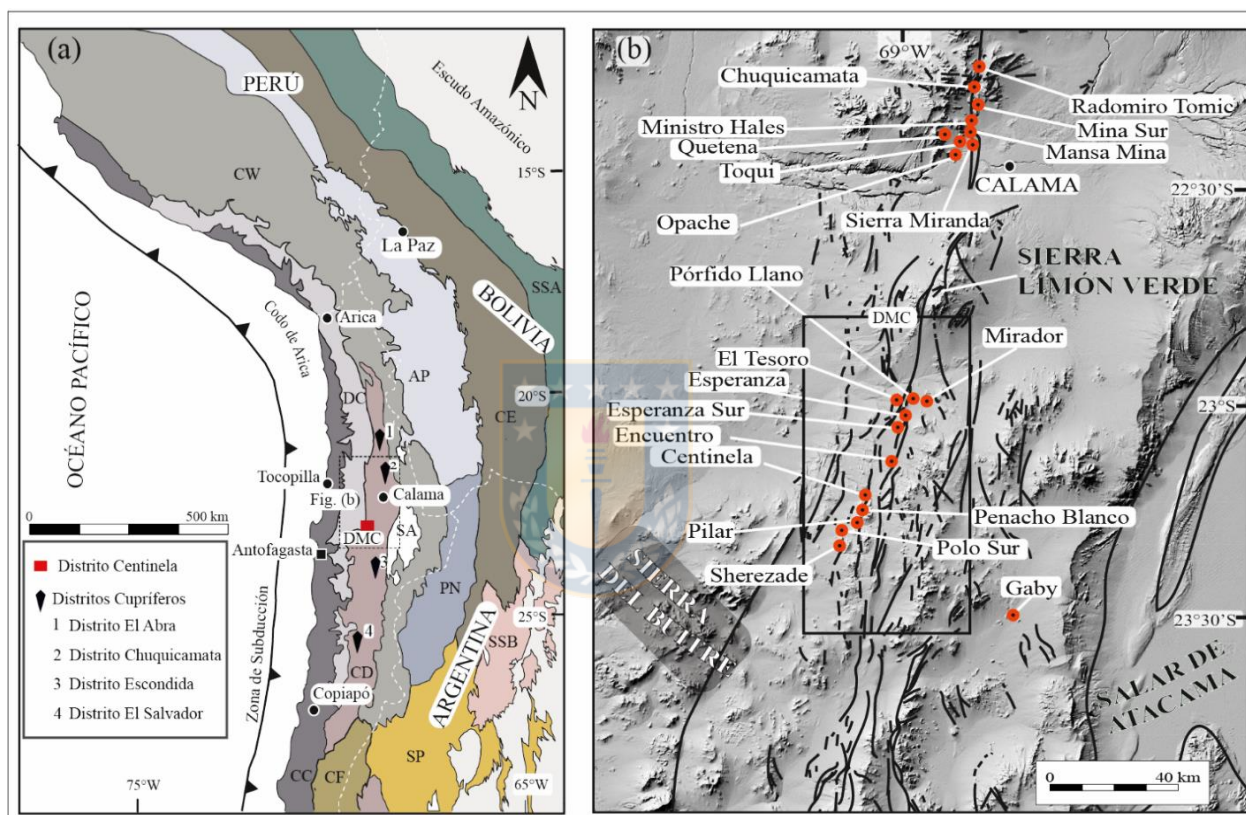 (a)
PERÚ
Escudo Amazónico
N
15°S
CW
La Paz
BOLIVIA
SSA
OCÉANO PACÍFICO
Codo de Arica
Arica
AP
DC
CE
20°S
1
2
Tocopilla
Fig. (b)
Calama
SA
DMC
0
500 km
Antofagasta
3
PN
Distrito Centinela
Distritos Cupríferos
1 Distrito El Abra
2 Distrito Chuquicamata
3 Distrito Escondida
4 Distrito El Salvador
Zona de Subducción
25°S
SSB
ARGENTINA
4
CD
Copiapó
CC
CF
SP
75°W
65°W
(b)
69°W
Chuquicamata
Radomiro Tomic
Ministro Hales
Mina Sur
Quetena
Mansa Mina
Toqui
CALAMA
22°30'S
Opache
Sierra Miranda
SIERRA
LIMÓN VERDE
Pórfido Llano
DMC
Mirador
El Tesoro
Esperanza
23°S
Esperanza Sur
Encuentro
Centinela
Penacho Blanco
Pilar
Polo Sur
Sherezade
Gaby
23°30'S
SIERRA
DEL BUITRE
SALAR DE
ATACAMA
0
40 km